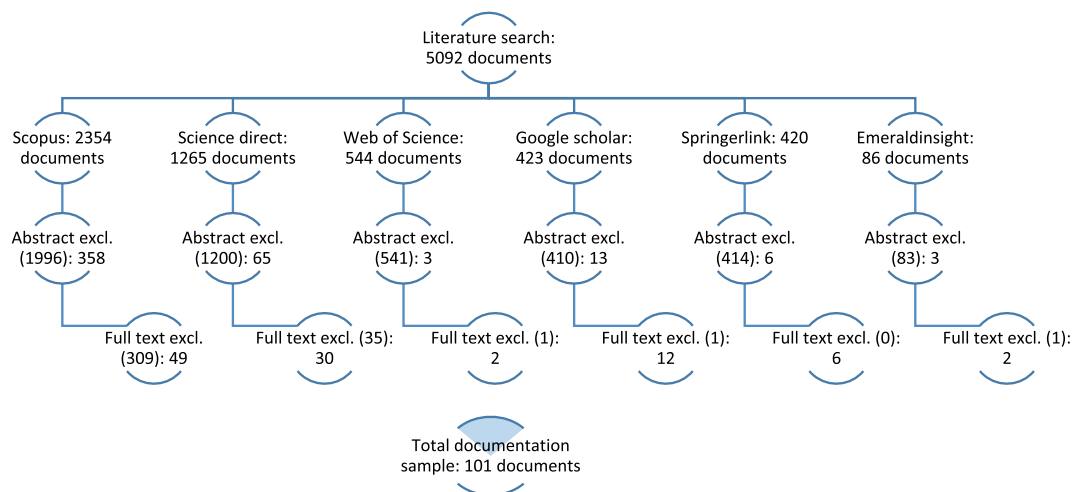 Literature search:
5092 documents
Scopus: 2354
documents
Science direct:
1265 documents
Web of Science:
544 documents
Google scholar:
423 documents
Springerlink: 420
documents
Emeraldinsight:
86 documents
Abstract excl.
(1996): 358
Abstract excl.
(1200): 65
Abstract excl.
(541): 3
Abstract excl.
(410): 13
Abstract excl.
(414): 6
Abstract excl.
(83): 3
Full text excl.
(309): 49
Full text excl. (35):
30
Full text excl. (1):
2
Full text excl. (1):
12
Full text excl. (0):
6
Full text excl. (1):
2
Total documentation
sample: 101 documents